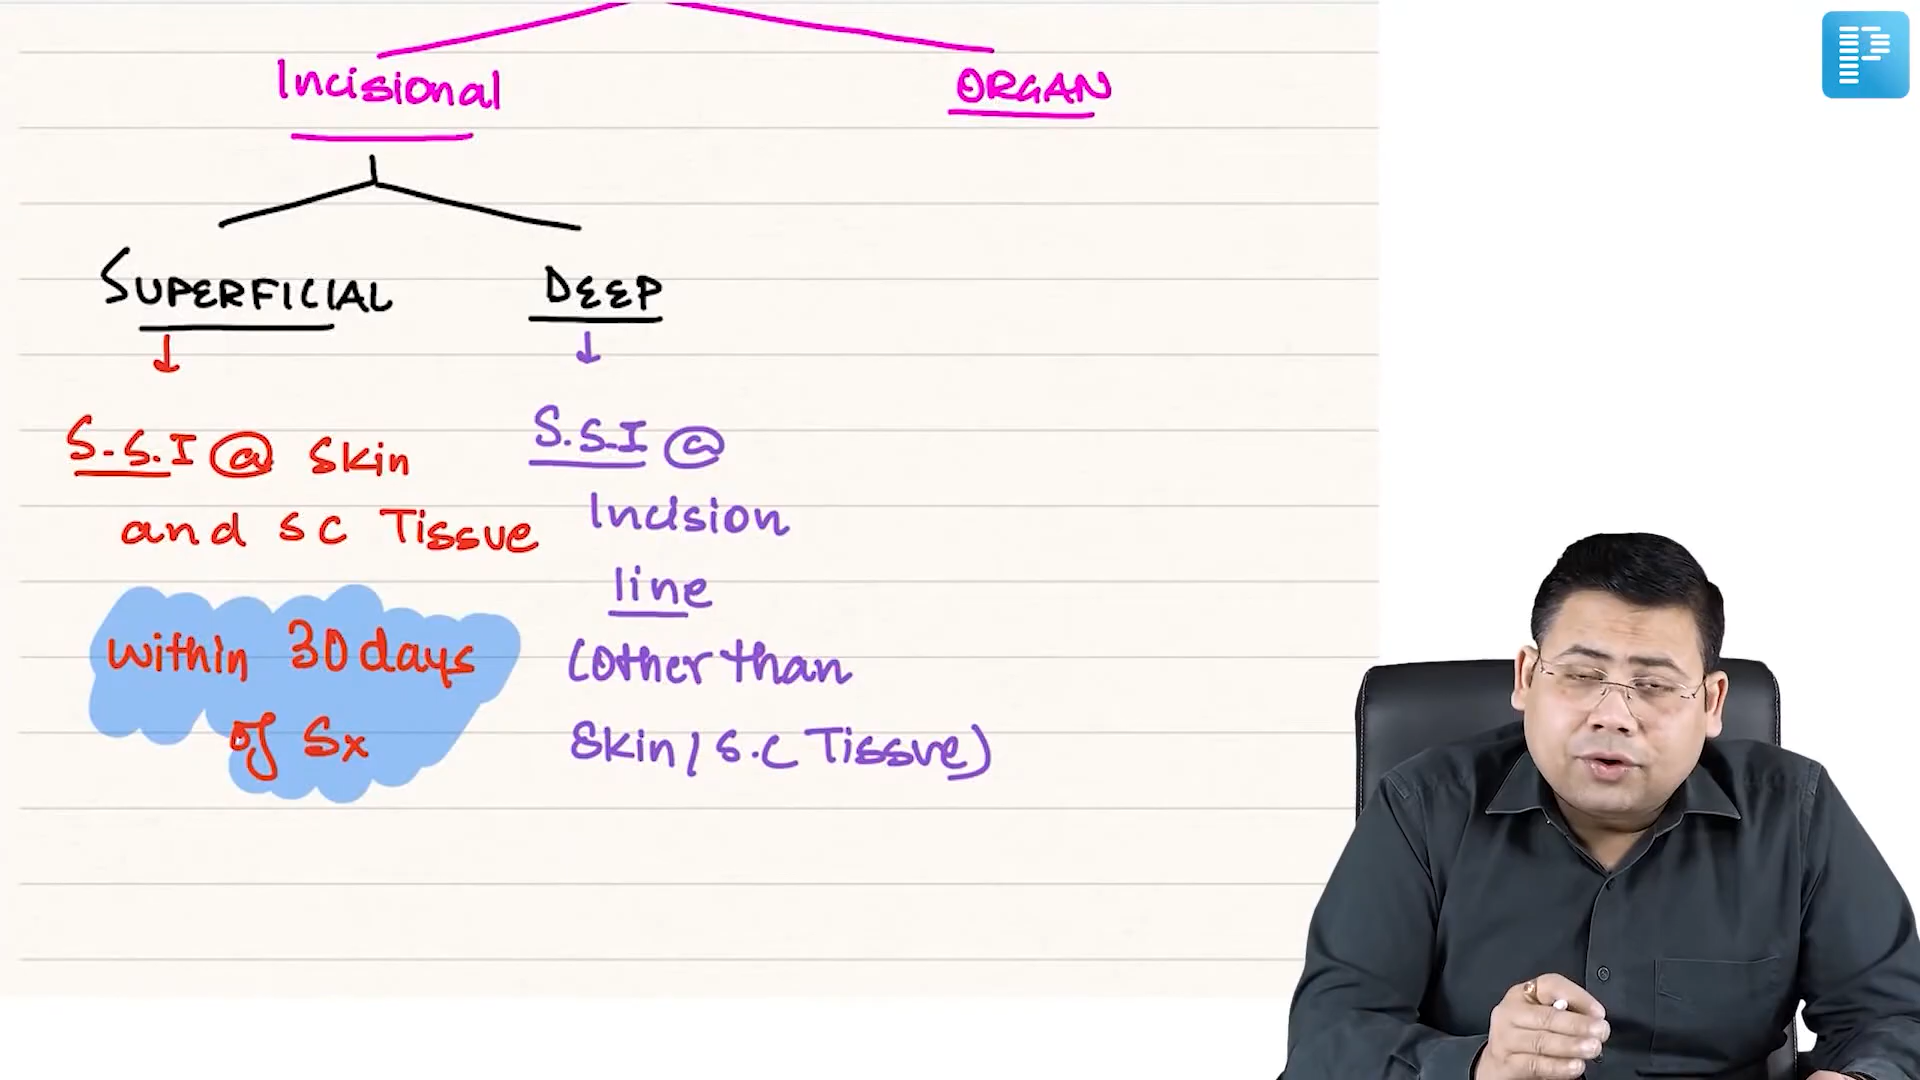 Incisional
ORGAN
SUPERFICIAL
DEEP
S.S.I @ Skin
and SC Tissue
within 30 days
of Sx
S.S.I @
Incision
line
(other than
Skin / S.C Tissue)